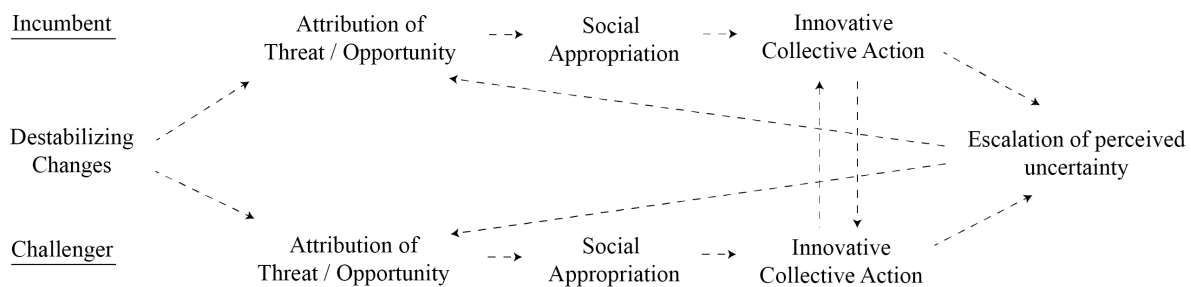 Incumbent
Attribution of
Threat / Opportunity
Social
Appropriation
Innovative
Collective Action
Destabilizing
Changes
Escalation of perceived
uncertainty
Challenger
Attribution of
Threat / Opportunity
Social
Appropriation
Innovative
Collective Action